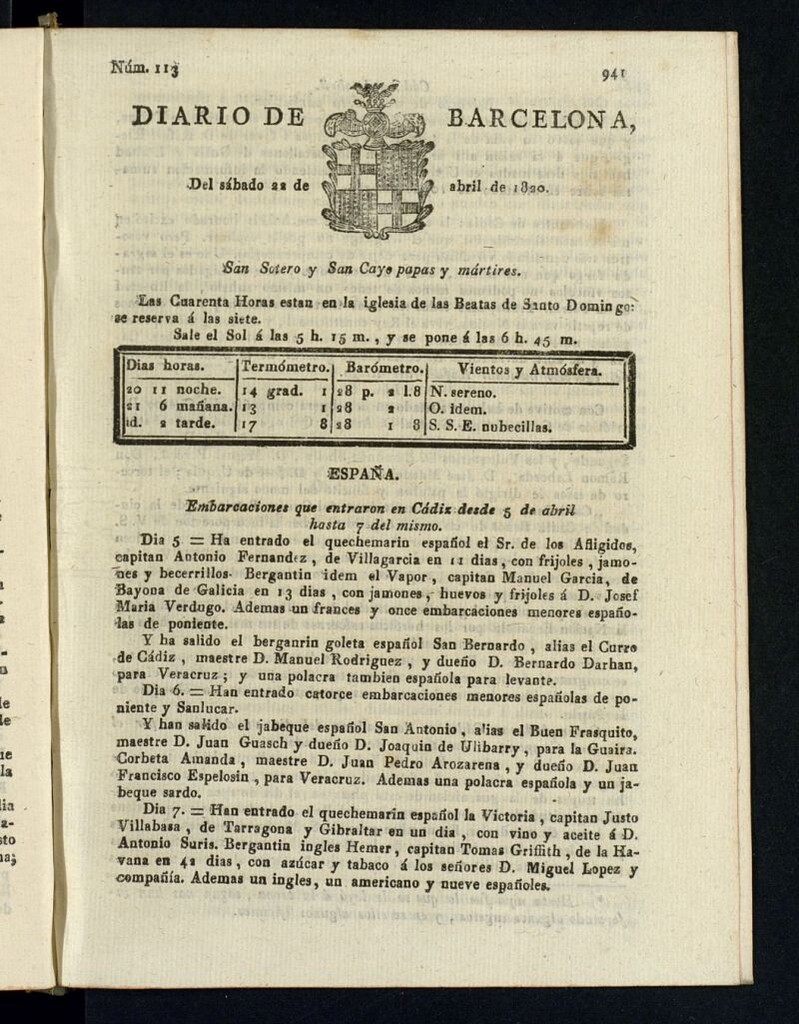 Núm. 113
941
DIARIO DE BARCELONA,
Del sábado 22 de abril de 1820.
San Sotero y San Cayo papas y mártires.
Las Cuarenta Horas estan en la iglesia de las Beatas de Santo Domingo:
se reserva á las siete.
Sale el Sol á las 5 h. 15 m., y se pone á las 6 h. 45 m.
Dias horas. Termómetro. Barómetro. Vientos y Atmósfera.
20 11 noche. 14 grad. 1 28 p. 2 l.8 N. sereno.
21 6 mañana. 13 1 28 2 O. idem.
id. 2 tarde. 17 8 28 1 8 S. S. E. nubecillas.
ESPAÑA.
Embarcaciones que entraron en Cádiz desde 5 de abril
hasta 7 del mismo.
Dia 5 = Ha entrado el quechemarin español el Sr. de los Afligidos,
capitan Antonio Fernandez, de Villagarcia en 11 dias, con frijoles, jamo-
nes y becerrillos. Bergantin idem el Vapor, capitan Manuel Garcia, de
Bayona de Galicia en 13 dias, con jamones, huevos y frijoles á D. Josef
Maria Verdugo. Ademas un frances y once embarcaciones menores españo-
las de poniente.
Y ha salido el berganrin goleta español San Bernardo, alias el Curro
de Cádiz, maestre D. Manuel Rodriguez, y dueño D. Bernardo Darhan,
para Veracruz; y una polacra tambien española para levante.
Dia 6. = Han entrado catorce embarcaciones menores españolas de po-
niente y Sanlucar.
Y han salido el jabeque español San Antonio, alias el Buen Frasquito,
maestre D. Juan Guasch y dueño D. Joaquin de Ulibarry, para la Guaira.
Corbeta Amanda, maestre D. Juan Pedro Arozarena, y dueño D. Juan
Francisco Espelosin, para Veracruz. Ademas una polacra española y un ja-
beque sardo.
Dia 7. = Han entrado el quechemarin español la Victoria, capitan Justo
Villabasa, de Tarragona y Gibraltar en un dia, con vino y aceite á D.
Antonio Suris. Bergantin ingles Hemer, capitan Tomas Griffith, de la Ha-
vana en 42 dias, con azúcar y tabaco á los señores D. Miguel Lopez y
compañía. Ademas un ingles, un americano y nueve españoles.